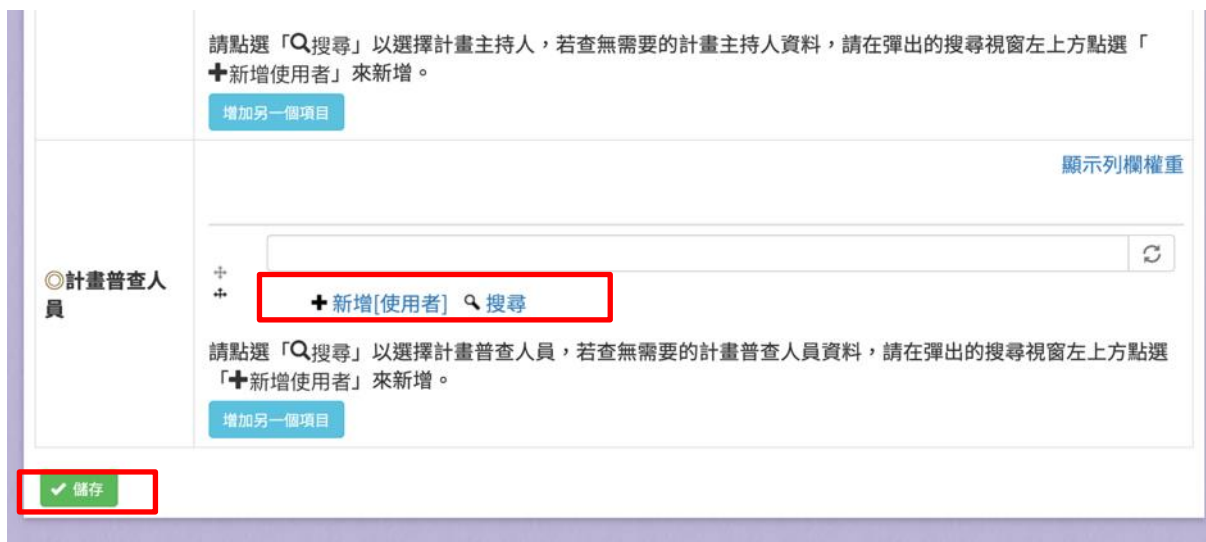 請點選「搜尋」以選擇計畫主持人，若查無需要的計畫主持人資料，請在彈出的搜尋視窗左上方點選「
✚新增使用者」來新增。
增加另一個項目
顯示列欄權重
◎計畫普查人
員
✚ 新增[使用者] 搜尋
請點選「搜尋」以選擇計畫普查人員，若查無需要的計畫普查人員資料，請在彈出的搜尋視窗左上方點選
「✚新增使用者」來新增。
增加另一個項目
✔ 儲存